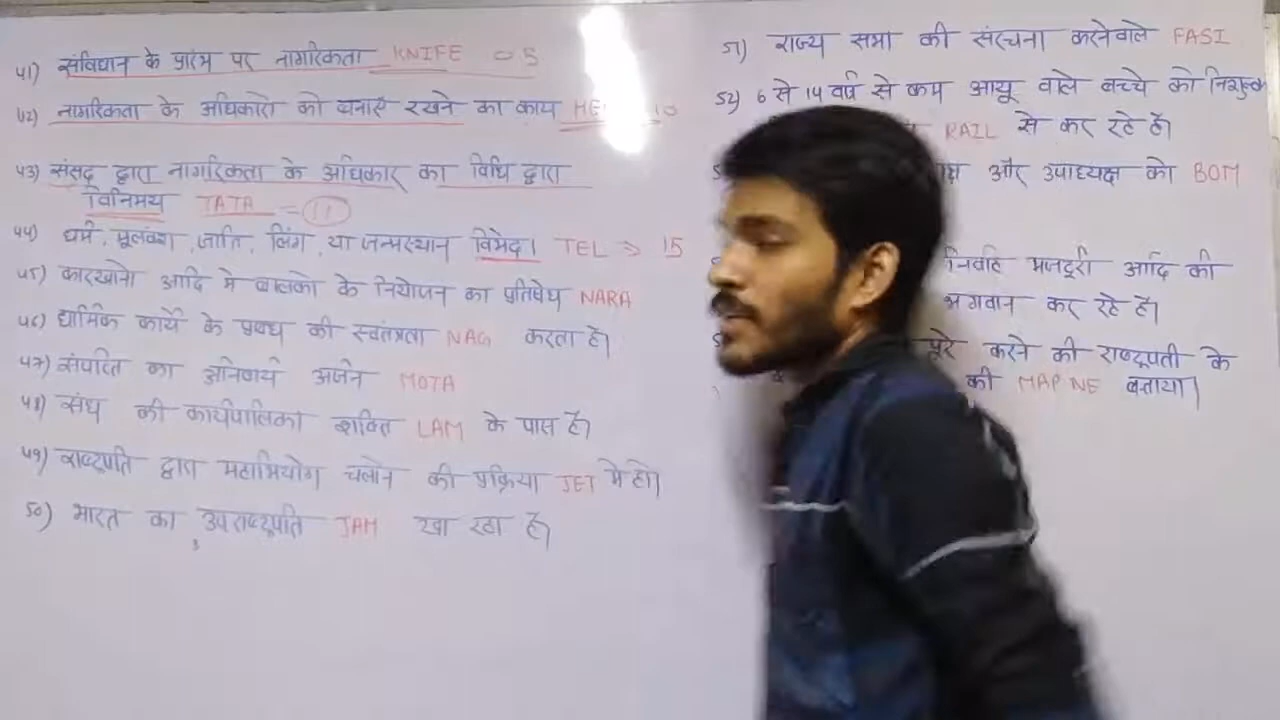 41) संविधान के प्रारंभ पर नागरिकता KNIFE = 5
42) नागरिकता के अधिकारो को बनाए रखने का कार्य HE 10
43) संसद द्वारा नागरिकता के अधिकार का विधि द्वारा
विनिमय TATA = 11
44) धर्म, मूलवंश, जाति, लिंग, या जन्मस्थान विभेद। TEL => 15
45) कारखानो आदि मे बालको के नियोजन का प्रतिषेध NARA
46) धार्मिक कार्यो के प्रबंध की स्वतंत्रता NAG करता है।
47) संपत्ति का अनिवार्य अर्जन MOTA
48) संघ की कार्यपालिका शक्ति LAM के पास है।
49) राष्ट्रपति द्वारा महाभियोग चलाने की प्रक्रिया JET मे हो।
50) भारत का उपराष्ट्रपति JAM खा रहा है।
51) राज्य सभा की संरचना करनेवाले FASI
52) 6 से 14 वर्ष से कम आयू वाले बच्चे को निशुल्क
RAIL से कर रहे है।
और उपाध्यक्ष को BOM
निर्वाह मजदूरी आदि की
भगवान कर रहे है।
पूरे करने की राष्ट्रपती के
की MAP NE बताया।